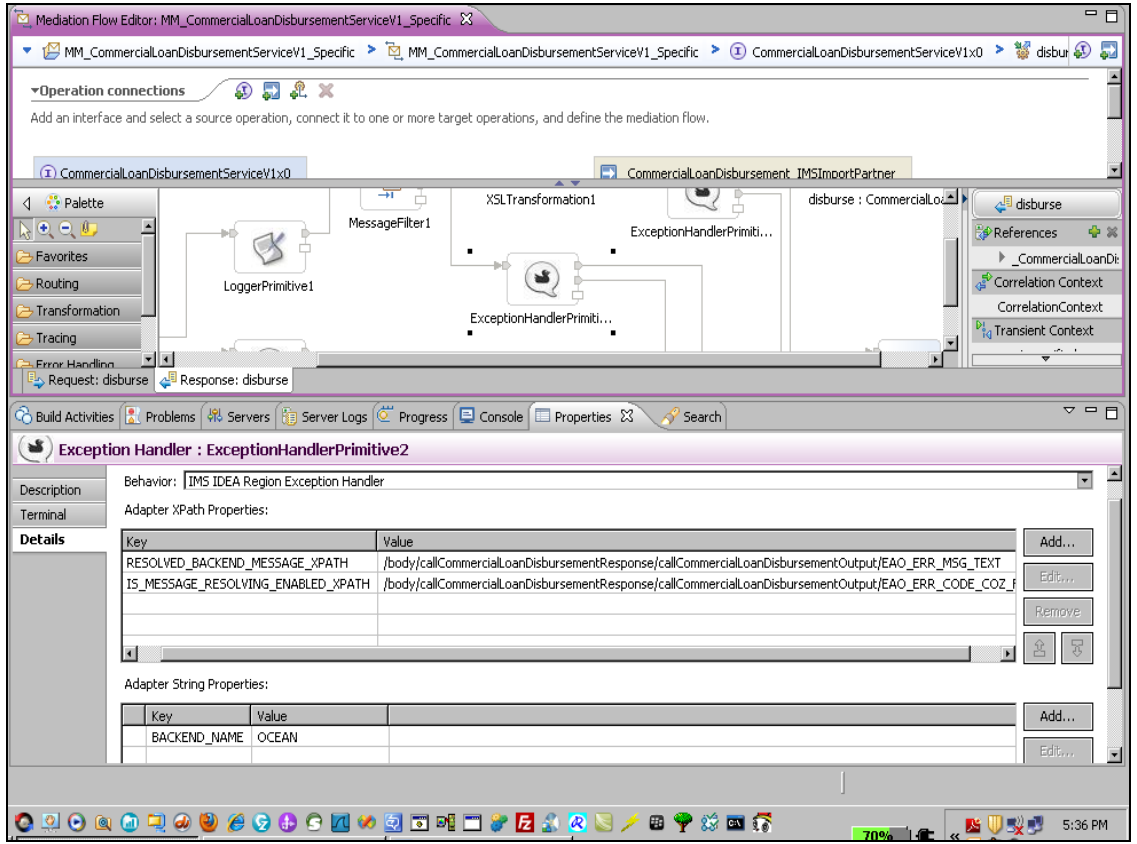 Mediation Flow Editor: MM_CommercialLoanDisbursementServiceV1_Specific
MM_CommercialLoanDisbursementServiceV1_Specific > MM_CommercialLoanDisbursementServiceV1_Specific > CommercialLoanDisbursementServiceV1x0 > disbur
Operation connections
Add an interface and select a source operation, connect it to one or more target operations, and define the mediation flow.
CommercialLoanDisbursementServiceV1x0
CommercialLoanDisbursement_IMSImportPartner
Palette
Favorites
Routing
Transformation
Tracing
Error Handling
LoggerPrimitive1
MessageFilter1
XSLTransformation1
ExceptionHandlerPrimiti...
ExceptionHandlerPrimiti...
disburse : CommercialLoa
disburse
References
_CommercialLoanDi
Correlation Context
CorrelationContext
Transient Context
Request: disburse
Response: disburse
Build Activities
Problems
Servers
Server Logs
Progress
Console
Properties
Search
Exception Handler : ExceptionHandlerPrimitive2
Description
Terminal
Details
Behavior: IMS IDEA Region Exception Handler
Adapter XPath Properties:
Key Value
RESOLVED_BACKEND_MESSAGE_XPATH /body/callCommercialLoanDisbursementResponse/callCommercialLoanDisbursementOutput/EAO_ERR_MSG_TEXT
IS_MESSAGE_RESOLVING_ENABLED_XPATH /body/callCommercialLoanDisbursementResponse/callCommercialLoanDisbursementOutput/EAO_ERR_CODE_COZ_
Add...
Edit...
Remove
Adapter String Properties:
Key Value
BACKEND_NAME OCEAN
Add...
Edit...
70%
5:36 PM